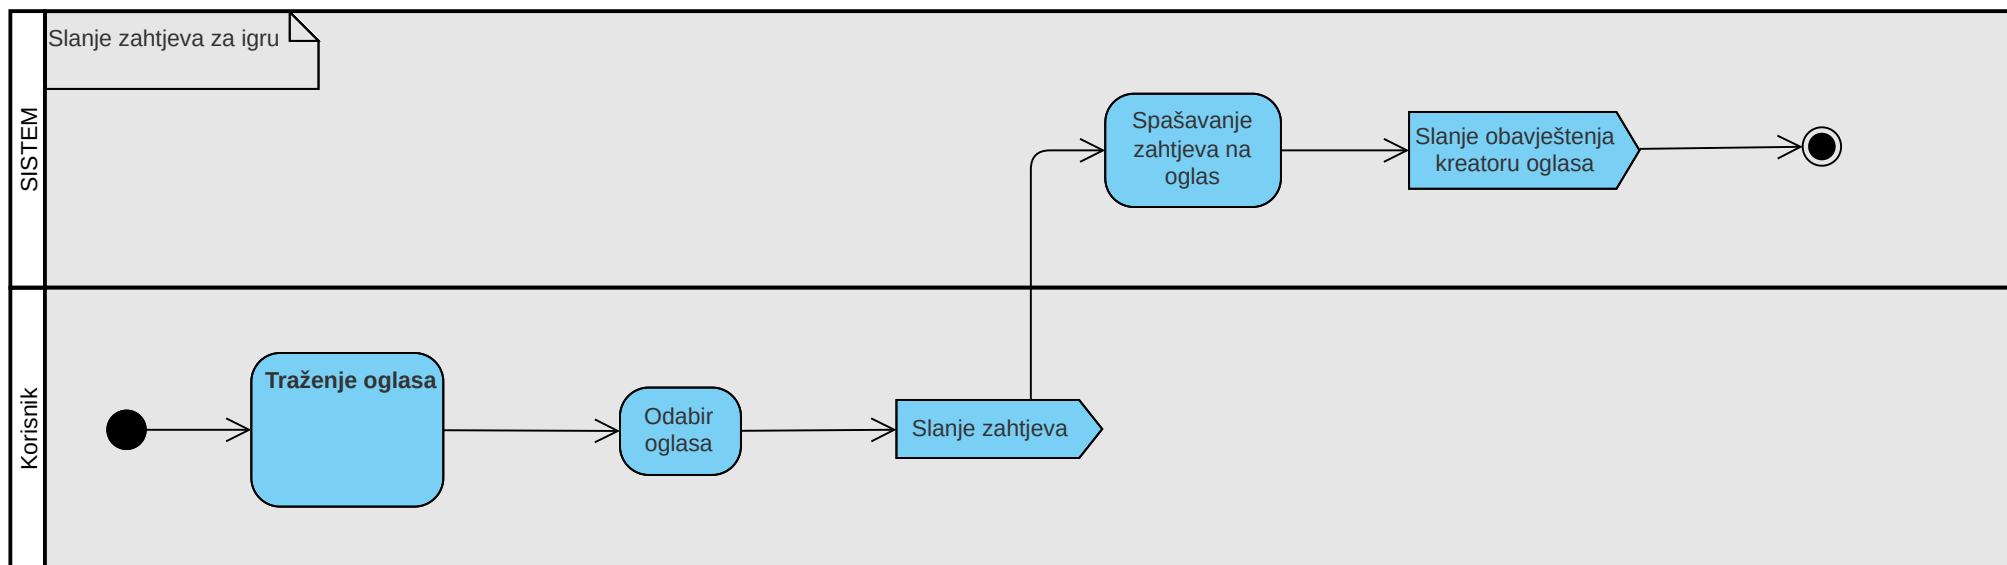 Slanje zahtjeva za igru
SISTEM
Spašavanje
zahtjeva na
oglas
Slanje obavještenja
kreatoru oglasa
Korisnik
Traženje oglasa
Odabir
oglasa
Slanje zahtjeva